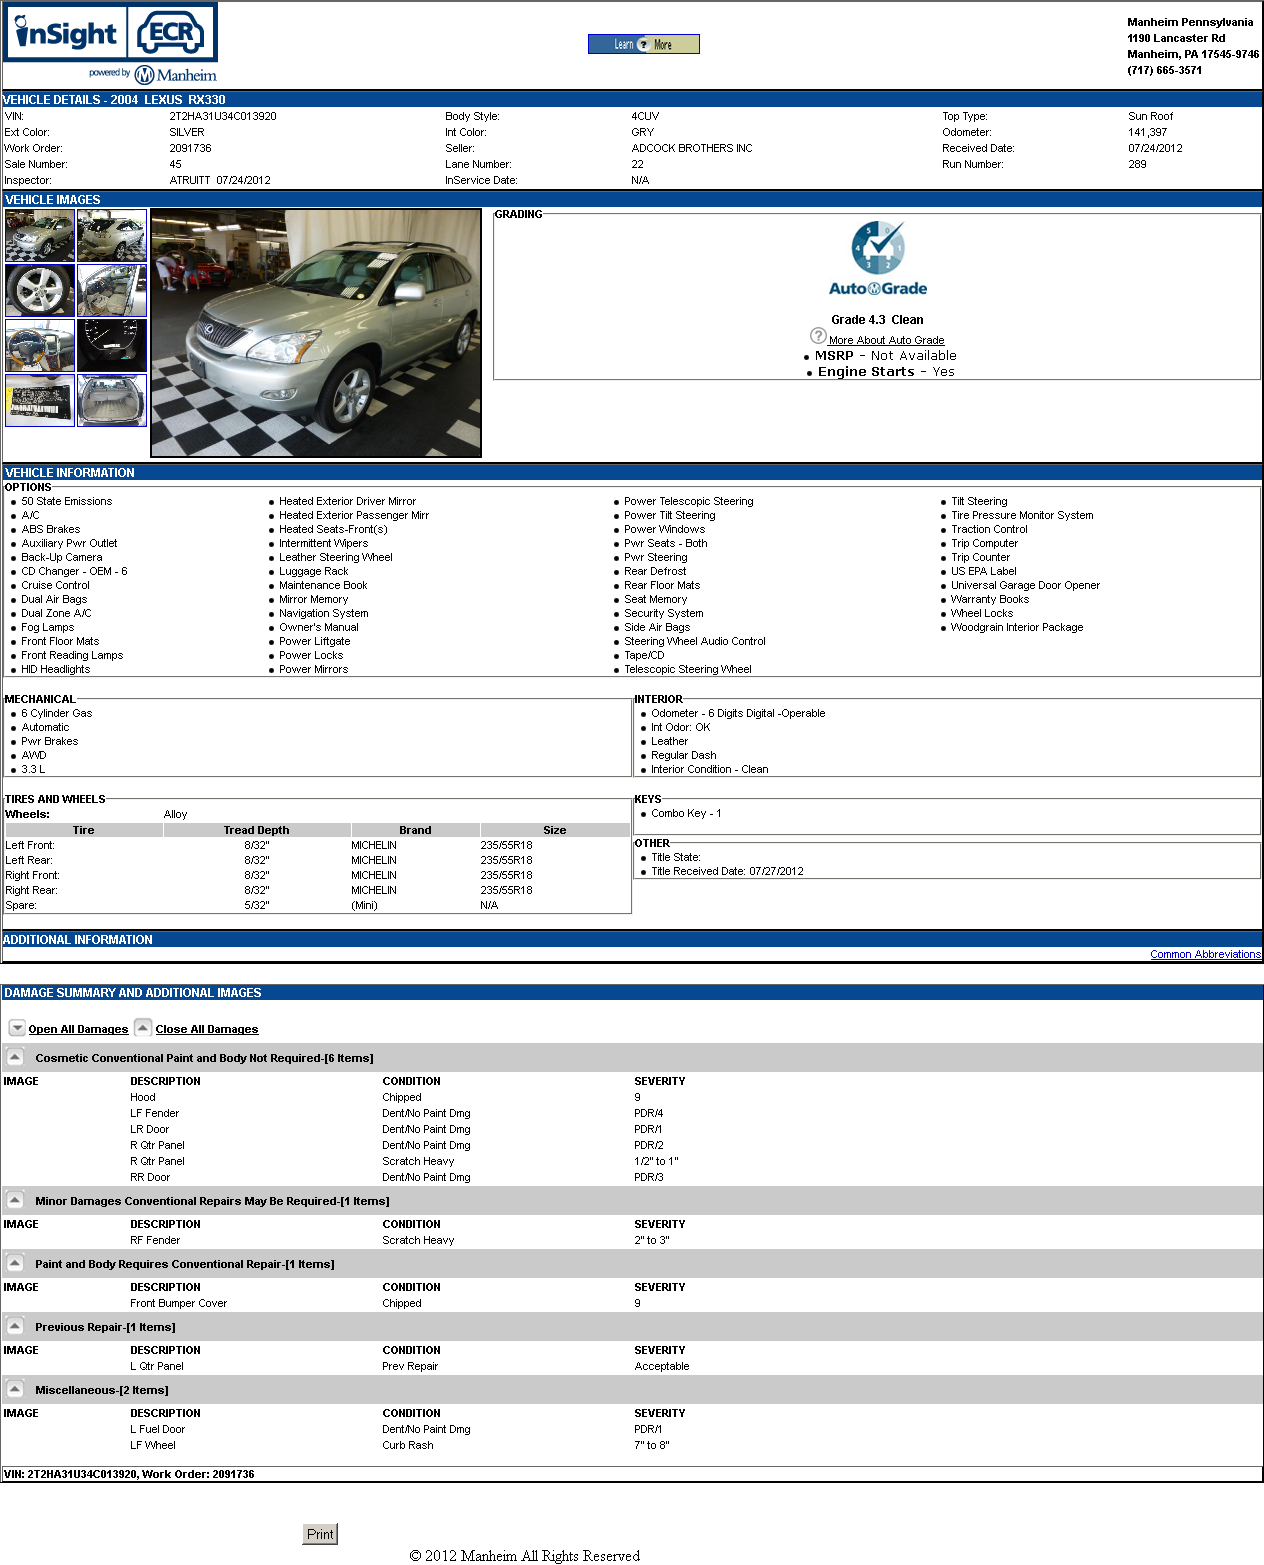 inSight ECR
powered by Manheim
Learn ? More
Manheim Pennsylvania
1190 Lancaster Rd
Manheim, PA 17545-9746
(717) 665-3571
VEHICLE DETAILS - 2004 LEXUS RX330
VIN: 2T2HA31U34C013920 Body Style: 4CUV Top Type: Sun Roof
Ext Color: SILVER Int Color: GRY Odometer: 141,397
Work Order: 2091736 Seller: ADCOCK BROTHERS INC Received Date: 07/24/2012
Sale Number: 45 Lane Number: 22 Run Number: 289
Inspector: ATRUITT 07/24/2012 InService Date: N/A
VEHICLE IMAGES
GRADING
5 0 1 4 3 2
AutoGrade
Grade 4.3 Clean
? More About Auto Grade
• MSRP - Not Available
• Engine Starts - Yes
VEHICLE INFORMATION
OPTIONS
• 50 State Emissions
• A/C
• ABS Brakes
• Auxiliary Pwr Outlet
• Back-Up Camera
• CD Changer - OEM - 6
• Cruise Control
• Dual Air Bags
• Dual Zone A/C
• Fog Lamps
• Front Floor Mats
• Front Reading Lamps
• HID Headlights
• Heated Exterior Driver Mirror
• Heated Exterior Passenger Mirr
• Heated Seats-Front(s)
• Intermittent Wipers
• Leather Steering Wheel
• Luggage Rack
• Maintenance Book
• Mirror Memory
• Navigation System
• Owner's Manual
• Power Liftgate
• Power Locks
• Power Mirrors
• Power Telescopic Steering
• Power Tilt Steering
• Power Windows
• Pwr Seats - Both
• Pwr Steering
• Rear Defrost
• Rear Floor Mats
• Seat Memory
• Security System
• Side Air Bags
• Steering Wheel Audio Control
• Tape/CD
• Telescopic Steering Wheel
• Tilt Steering
• Tire Pressure Monitor System
• Traction Control
• Trip Computer
• Trip Counter
• US EPA Label
• Universal Garage Door Opener
• Warranty Books
• Wheel Locks
• Woodgrain Interior Package
MECHANICAL
• 6 Cylinder Gas
• Automatic
• Pwr Brakes
• AWD
• 3.3 L
INTERIOR
• Odometer - 6 Digits Digital -Operable
• Int Odor: OK
• Leather
• Regular Dash
• Interior Condition - Clean
TIRES AND WHEELS
Wheels: Alloy
Tire Tread Depth Brand Size
Left Front: 8/32" MICHELIN 235/55R18
Left Rear: 8/32" MICHELIN 235/55R18
Right Front: 8/32" MICHELIN 235/55R18
Right Rear: 8/32" MICHELIN 235/55R18
Spare: 5/32" (Mini) N/A
KEYS
• Combo Key - 1
OTHER
• Title State:
• Title Received Date: 07/27/2012
ADDITIONAL INFORMATION
Common Abbreviations
DAMAGE SUMMARY AND ADDITIONAL IMAGES
Open All Damages Close All Damages
Cosmetic Conventional Paint and Body Not Required-[6 Items]
IMAGE DESCRIPTION CONDITION SEVERITY
Hood Chipped 9
LF Fender Dent/No Paint Dmg PDR/4
LR Door Dent/No Paint Dmg PDR/1
R Qtr Panel Dent/No Paint Dmg PDR/2
R Qtr Panel Scratch Heavy 1/2" to 1"
RR Door Dent/No Paint Dmg PDR/3
Minor Damages Conventional Repairs May Be Required-[1 Items]
IMAGE DESCRIPTION CONDITION SEVERITY
RF Fender Scratch Heavy 2" to 3"
Paint and Body Requires Conventional Repair-[1 Items]
IMAGE DESCRIPTION CONDITION SEVERITY
Front Bumper Cover Chipped 9
Previous Repair-[1 Items]
IMAGE DESCRIPTION CONDITION SEVERITY
L Qtr Panel Prev Repair Acceptable
Miscellaneous-[2 Items]
IMAGE DESCRIPTION CONDITION SEVERITY
L Fuel Door Dent/No Paint Dmg PDR/1
LF Wheel Curb Rash 7" to 8"
VIN: 2T2HA31U34C013920, Work Order: 2091736
Print
© 2012 Manheim All Rights Reserved